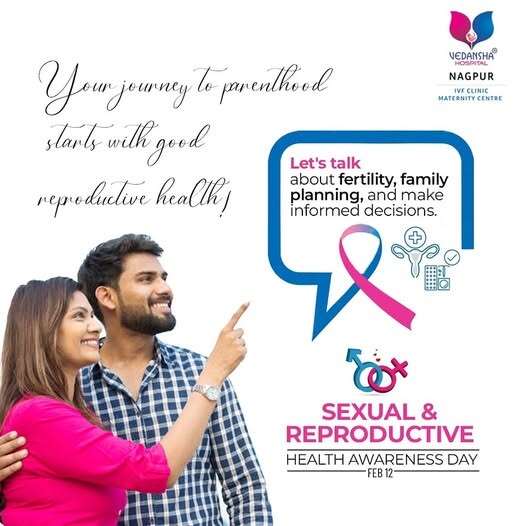 VEDANSHA®
HOSPITAL
NAGPUR
IVF CLINIC
MATERNITY CENTRE
Your journey to parenthood
starts with good
reproductive health!
Let's talk
about fertility, family
planning, and make
informed decisions.
SEXUAL &
REPRODUCTIVE
HEALTH AWARENESS DAY
FEB 12